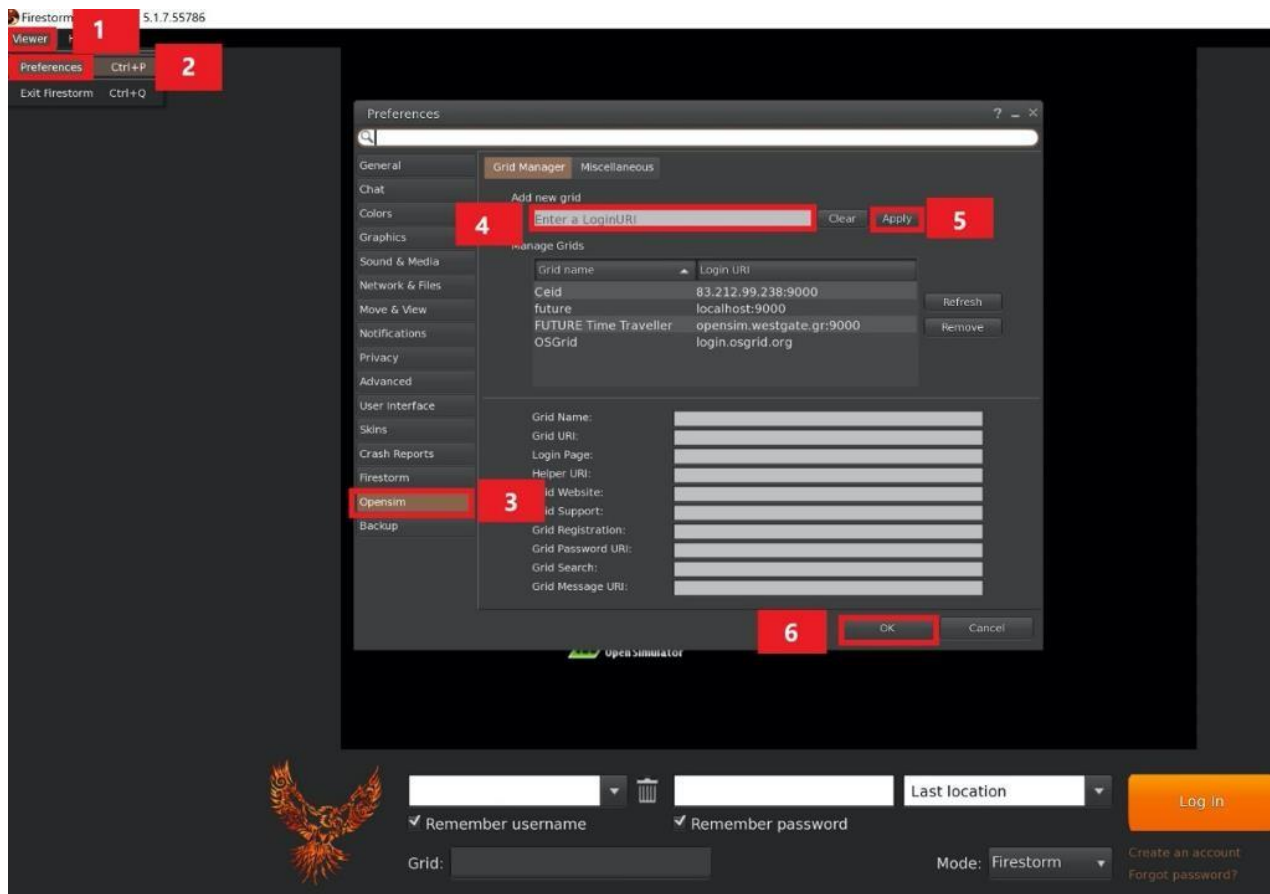 Firestorm 5.1.7.55786
1
Viewer
2
Preferences Ctrl+P
Exit Firestorm Ctrl+Q
Preferences ? _ ×
General
Chat
Colors
Graphics
Sound & Media
Network & Files
Move & View
Notifications
Privacy
Advanced
User Interface
Skins
Crash Reports
Firestorm
Opensim
Backup
3
Grid Manager Miscellaneous
Add new grid
4
Enter a LoginURI Clear Apply
5
Manage Grids
Grid name Login URI
Ceid 83.212.99.238:9000
future localhost:9000
FUTURE Time Traveller opensim.westgate.gr:9000
OSGrid login.osgrid.org
Refresh
Remove
Grid Name:
Grid URI:
Login Page:
Helper URI:
Website:
Support:
Grid Registration:
Grid Password URI:
Grid Search:
Grid Message URI:
6
OK Cancel
OpenSimulator
Last location
Log In
Remember username Remember password
Grid: Mode: Firestorm
Create an account
Forgot password?